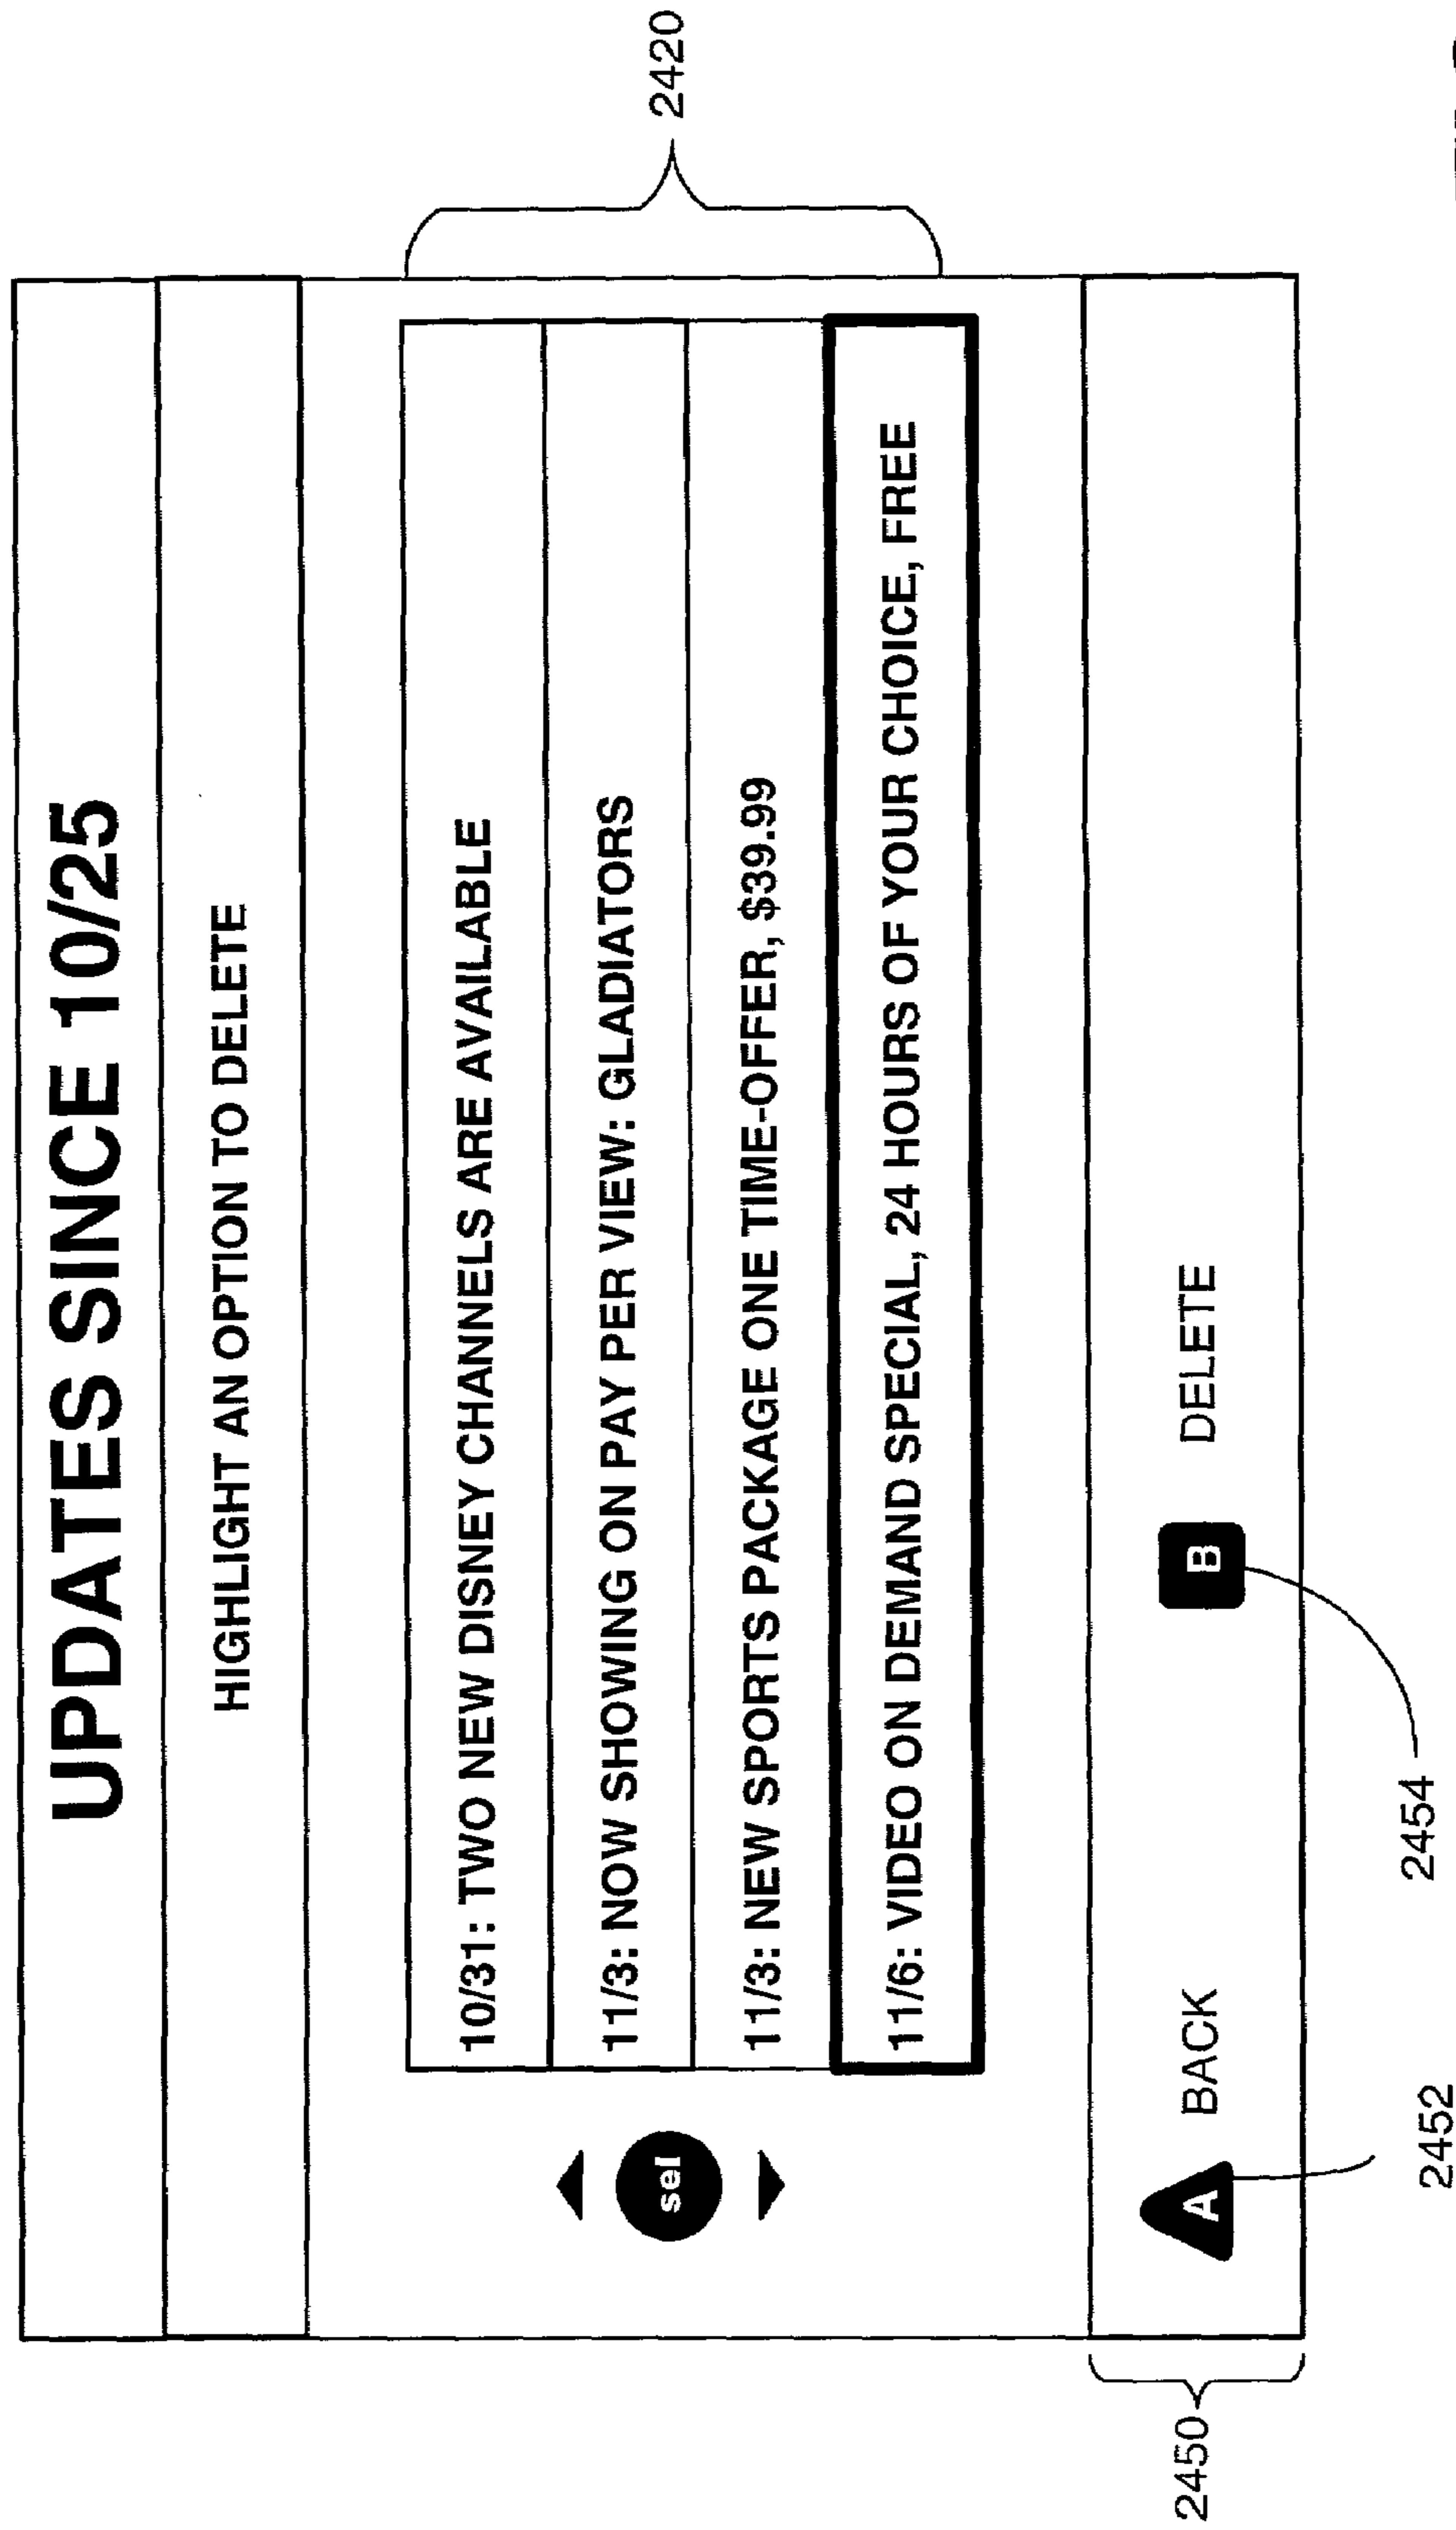 UPDATES SINCE 10/25
HIGHLIGHT AN OPTION TO DELETE
10/31: TWO NEW DISNEY CHANNELS ARE AVAILABLE
11/3: NOW SHOWING ON PAY PER VIEW: GLADIATORS
sel
11/3: NEW SPORTS PACKAGE ONE TIME-OFFER, $39.99
11/6: VIDEO ON DEMAND SPECIAL, 24 HOURS OF YOUR CHOICE, FREE
2420
2450
A BACK
B DELETE
2452
2454